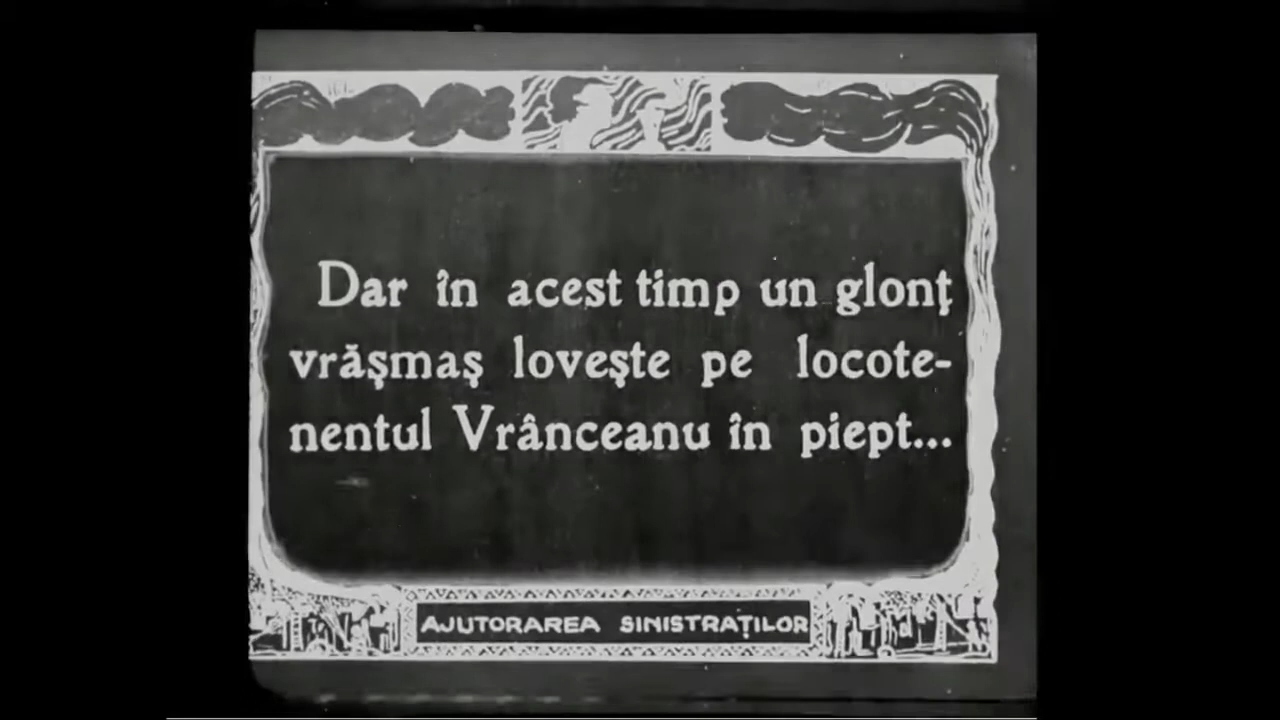 Dar în acest timp un glonț
vrăşmaş loveşte pe locote-
nentul Vrânceanu în piept...
AJUTORAREA SINISTRAȚILOR